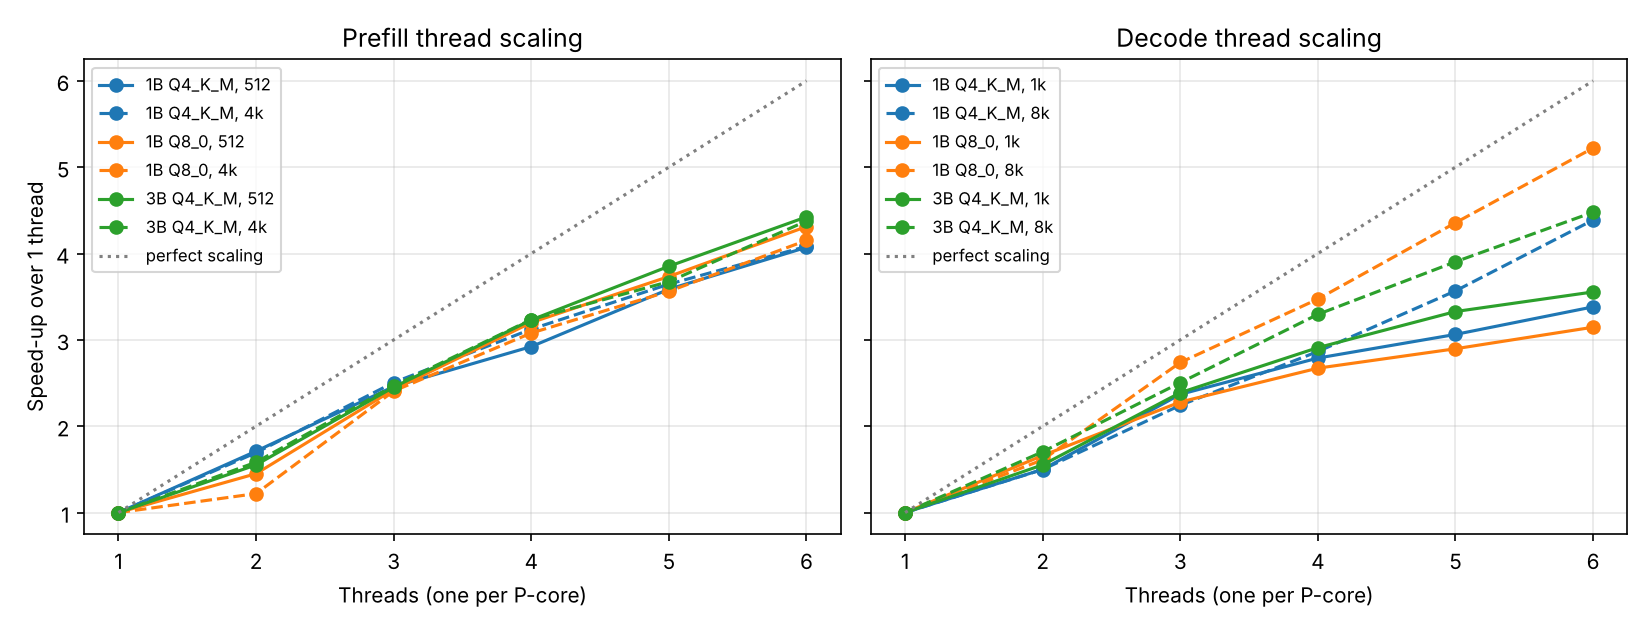 Prefill thread scaling
1B Q4_K_M, 512
1B Q4_K_M, 4k
1B Q8_0, 512
1B Q8_0, 4k
3B Q4_K_M, 512
3B Q4_K_M, 4k
perfect scaling
Speed-up over 1 thread
6
5
4
3
2
1
1 2 3 4 5 6
Threads (one per P-core)
Decode thread scaling
1B Q4_K_M, 1k
1B Q4_K_M, 8k
1B Q8_0, 1k
1B Q8_0, 8k
3B Q4_K_M, 1k
3B Q4_K_M, 8k
perfect scaling
1 2 3 4 5 6
Threads (one per P-core)